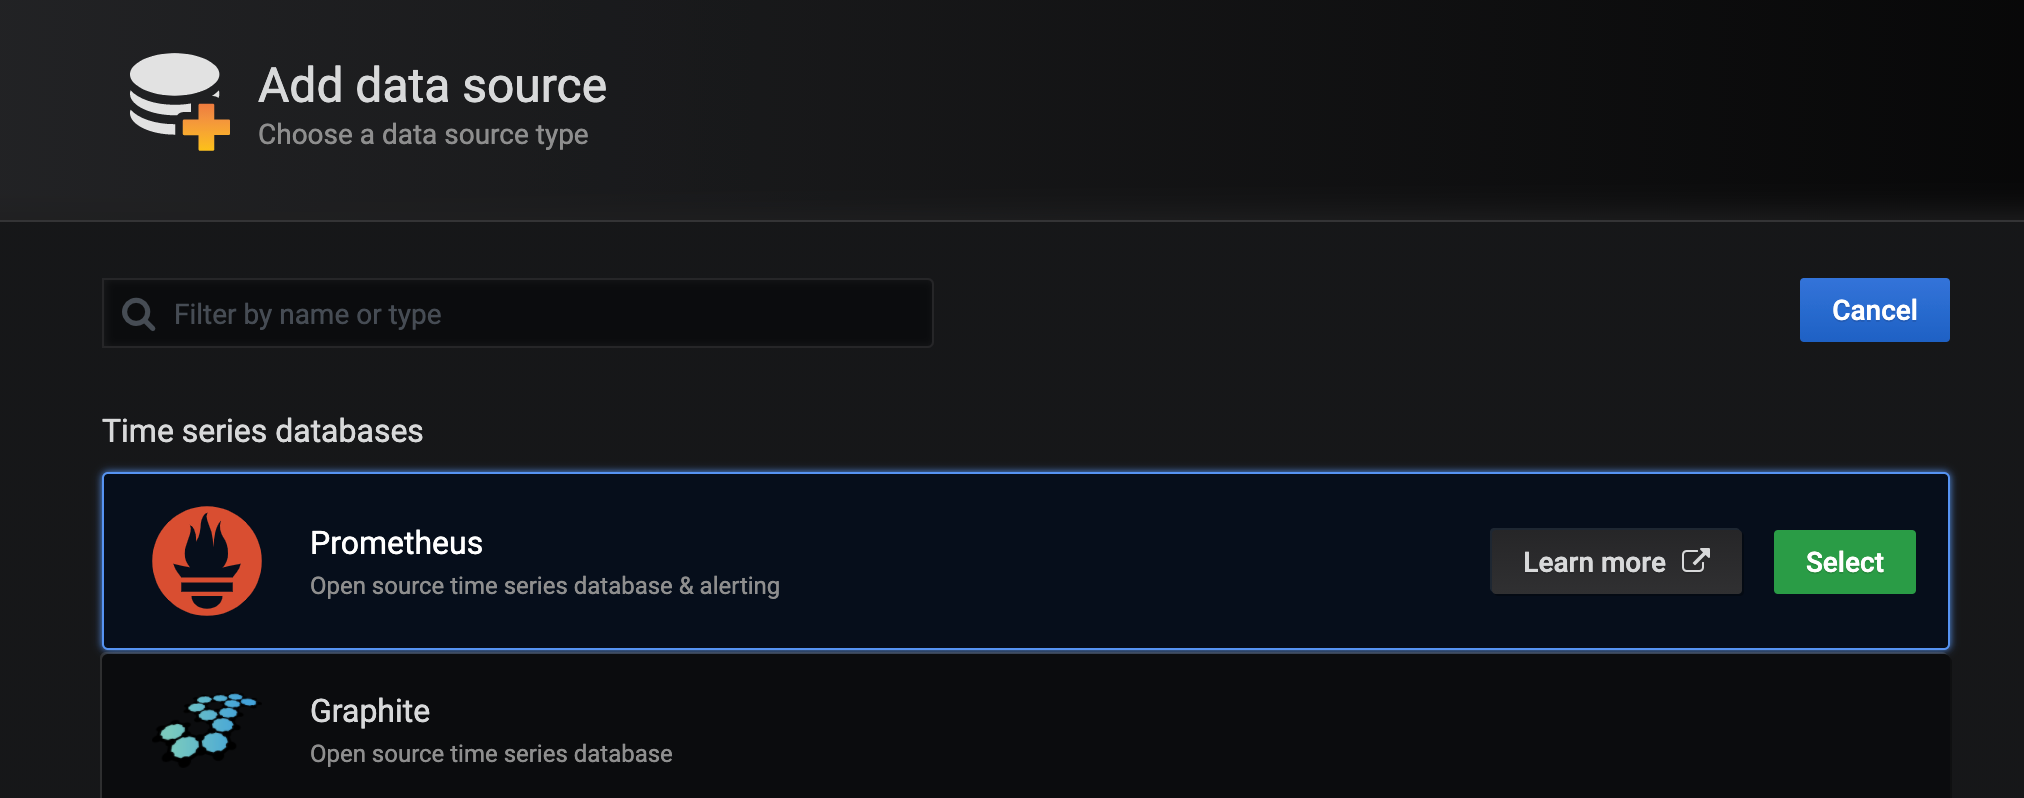 Add data source
Choose a data source type
Filter by name or type
Cancel
Time series databases
Prometheus
Open source time series database & alerting
Learn more
Select
Graphite
Open source time series database